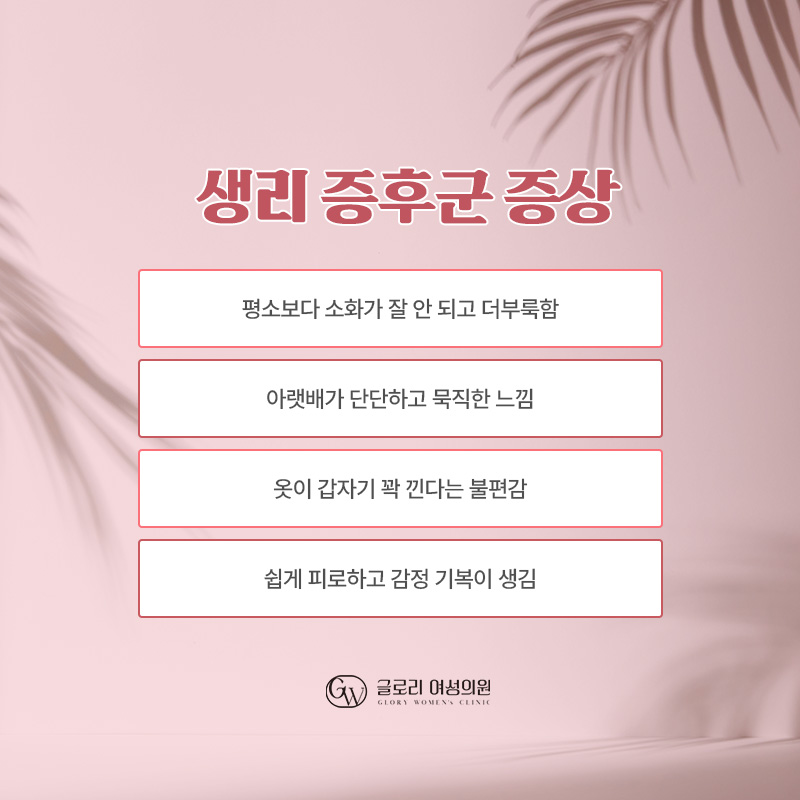 생리 증후군 증상
평소보다 소화가 잘 안 되고 더부룩함
아랫배가 단단하고 묵직한 느낌
옷이 갑자기 꽉 낀다는 불편감
쉽게 피로하고 감정 기복이 생김
GW 글로리 여성의원
GLORY WOMEN's CLINIC